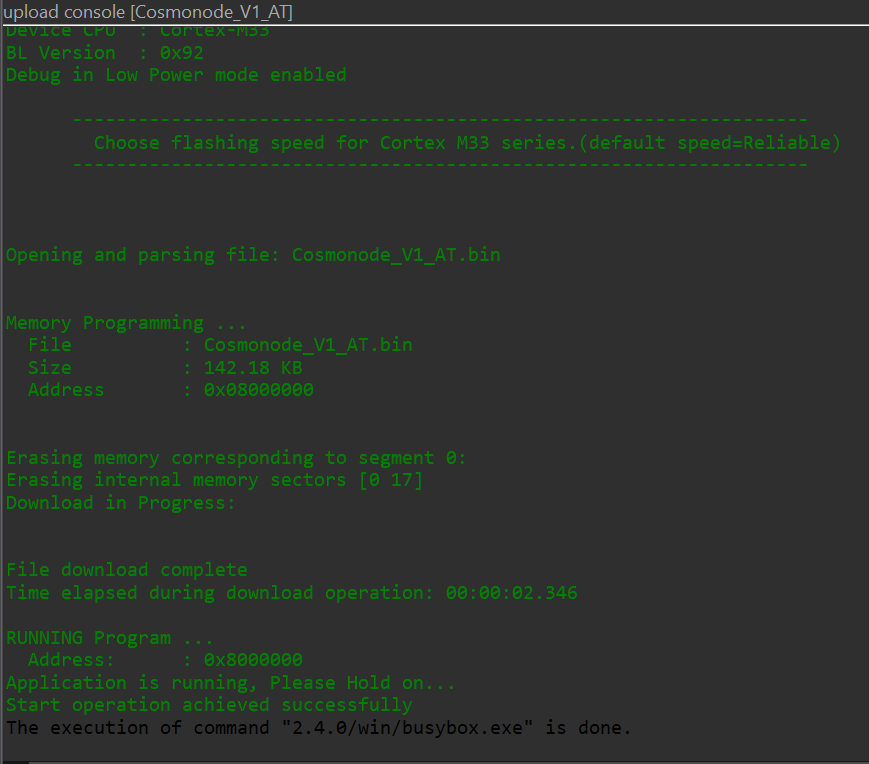 upload console [Cosmonode_V1_AT]
Device CPU  : Cortex-M33
BL Version  : 0x92
Debug in Low Power mode enabled
-------------------------------------------------------------------
Choose flashing speed for Cortex M33 series.(default speed=Reliable)
-------------------------------------------------------------------
Opening and parsing file: Cosmonode_V1_AT.bin
Memory Programming ...
File          : Cosmonode_V1_AT.bin
Size          : 142.18 KB
Address       : 0x08000000
Erasing memory corresponding to segment 0:
Erasing internal memory sectors [0 17]
Download in Progress:
File download complete
Time elapsed during download operation: 00:00:02.346
RUNNING Program ...
Address:      : 0x8000000
Application is running, Please Hold on...
Start operation achieved successfully
The execution of command "2.4.0/win/busybox.exe" is done.